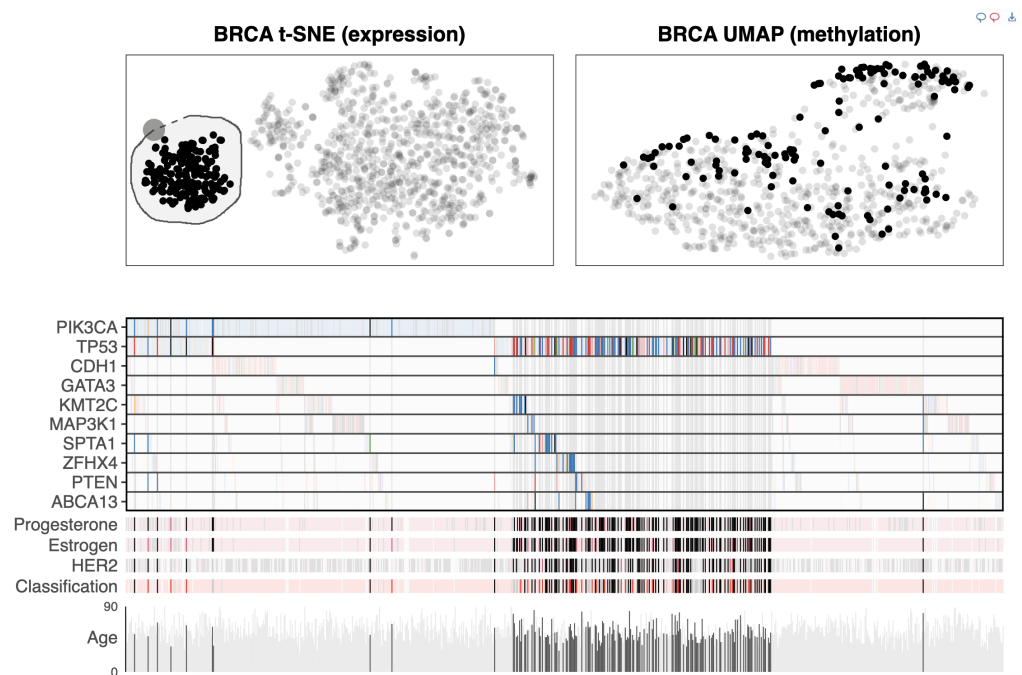 BRCA t-SNE (expression)
BRCA UMAP (methylation)
PIK3CA
TP53
CDH1
GATA3
KMT2C
MAP3K1
SPTA1
ZFHX4
PTEN
ABCA13
Progesterone
Estrogen
HER2
Classification
90
Age
0